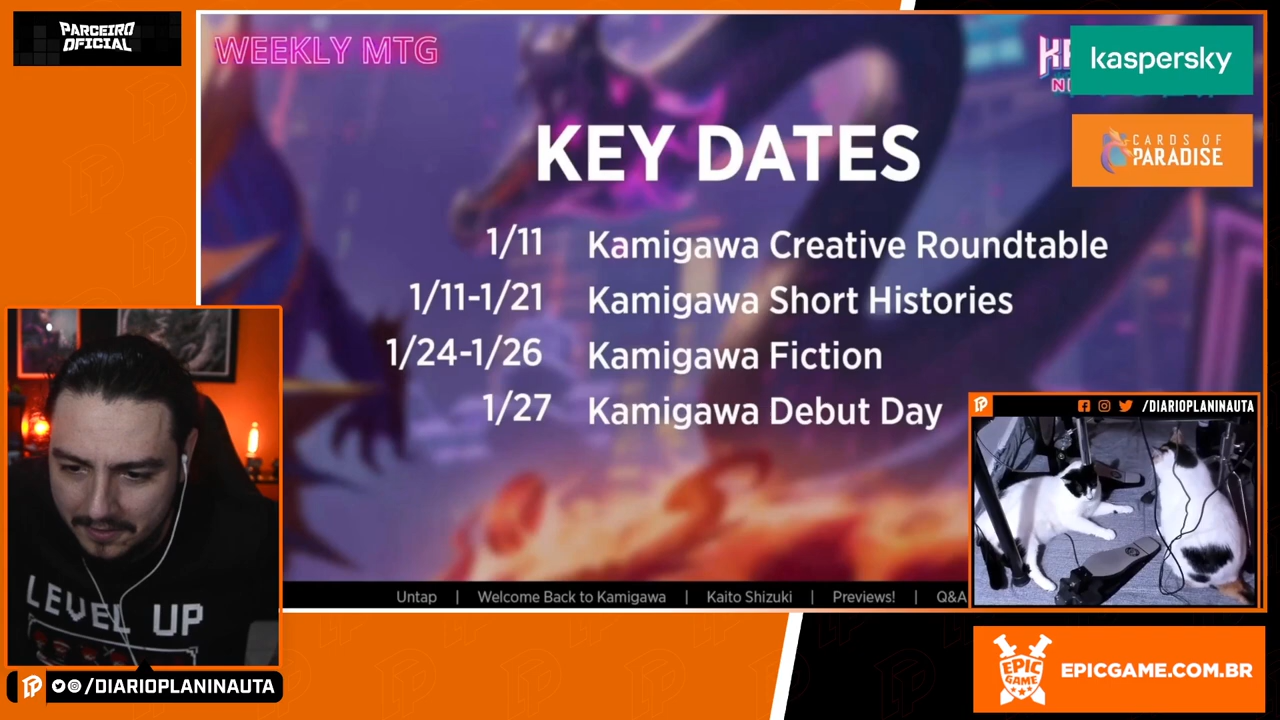 PARCEIRO
OFICIAL
WEEKLY MTG
kaspersky
CARDS OF
PARADISE
KEY DATES
1/11 Kamigawa Creative Roundtable
1/11-1/21 Kamigawa Short Histories
1/24-1/26 Kamigawa Fiction
1/27 Kamigawa Debut Day
/DIARIOPLANINAUTA
LEVEL UP
Untap | Welcome Back to Kamigawa | Kaito Shizuki | Previews! | Q&A
/DIARIOPLANINAUTA
EPIC
GAME
EPICGAME.COM.BR